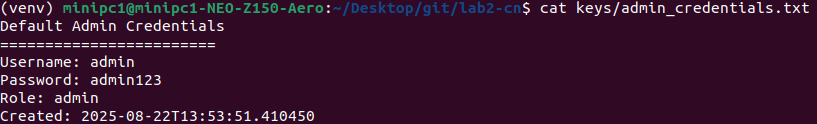 (venv) minipc1@minipc1-NEO-Z150-Aero:~/Desktop/git/lab2-cn$ cat keys/admin_credentials.txt
Default Admin Credentials
========================
Username: admin
Password: admin123
Role: admin
Created: 2025-08-22T13:53:51.410450